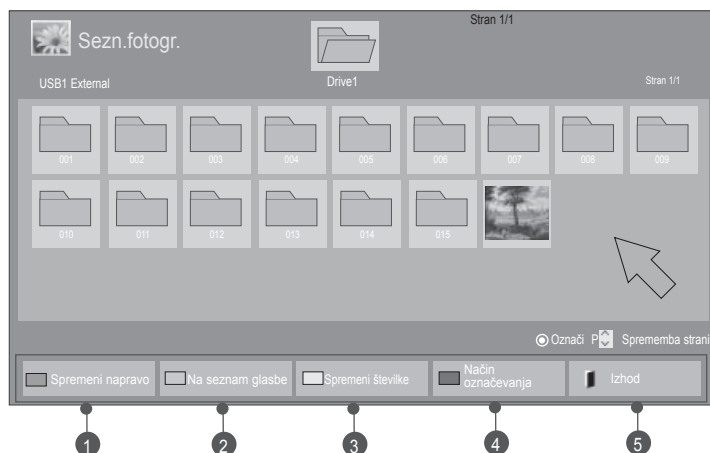 Stran 1/1
Sezn.fotogr.
USB1 External
Drive1
Stran 1/1
001 002 003 004 005 006 007 008 009
010 011 012 013 014 015
Označi P Sprememba strani
Spremeni napravo
Na seznam glasbe
Spremeni številke
Način
označevanja
Izhod
1 2 3 4 5